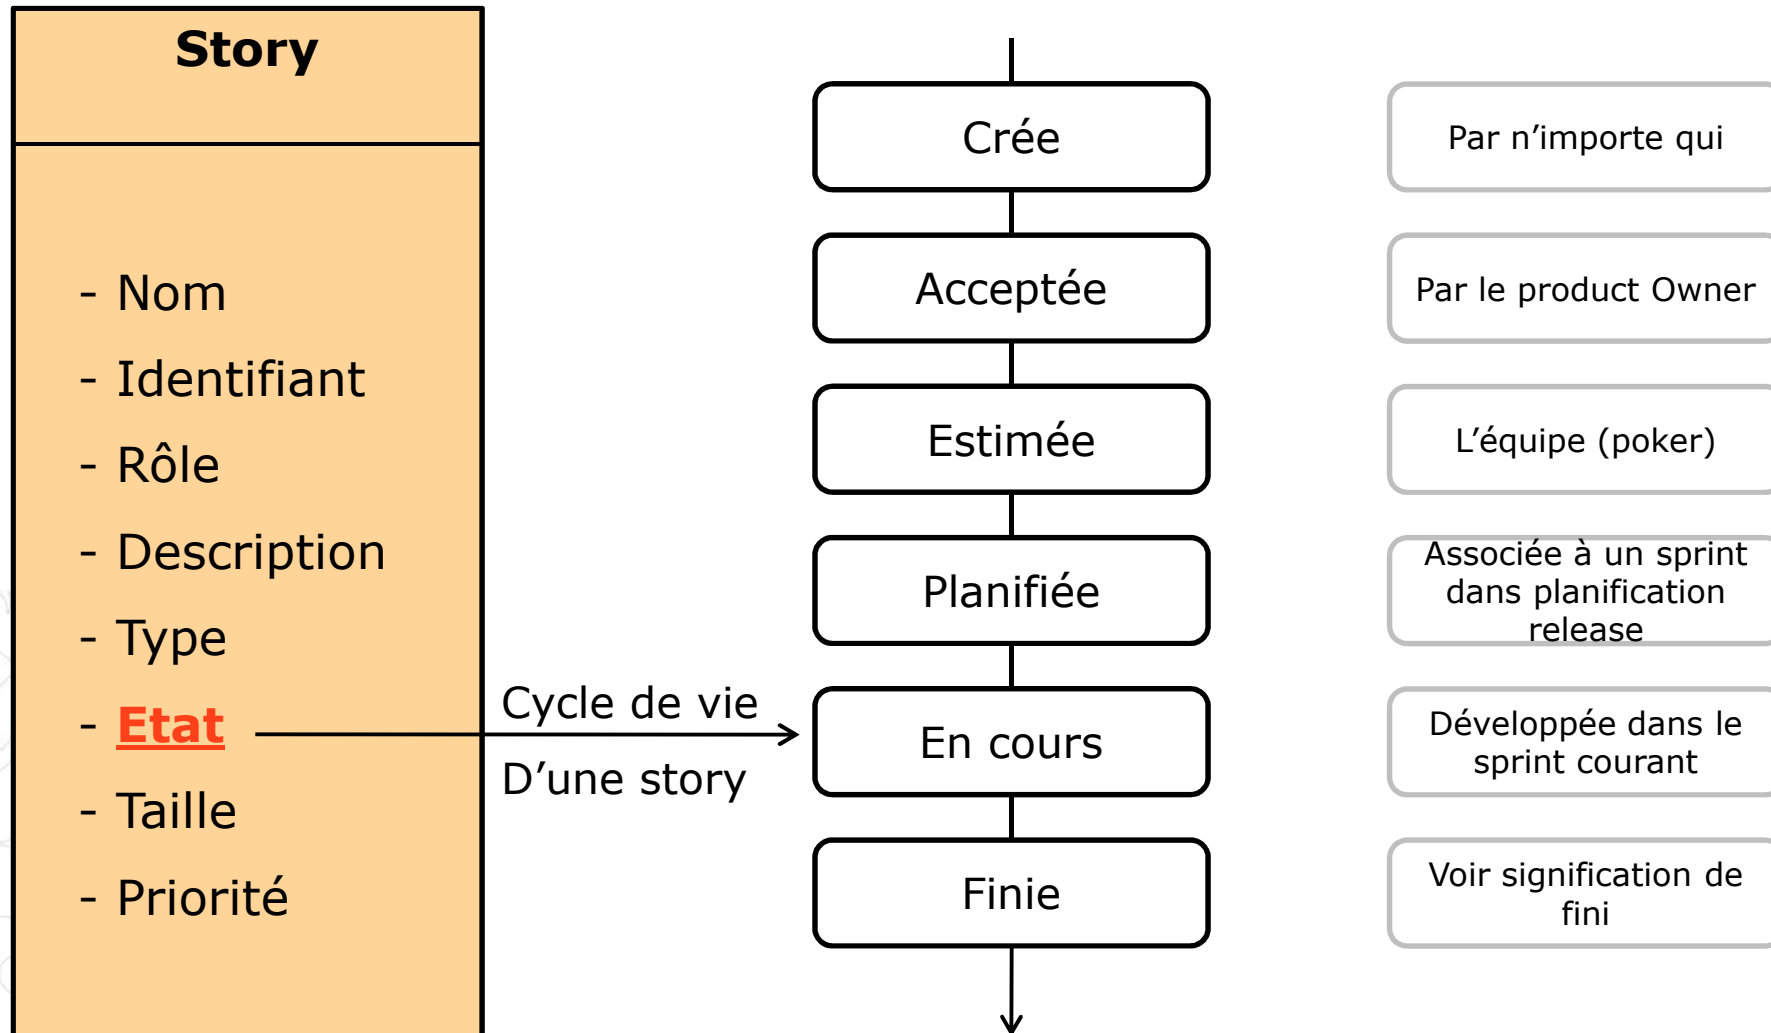 Story
- Nom
- Identifiant
- Rôle
- Description
- Type
- Etat
- Taille
- Priorité
Cycle de vie
D’une story
Crée
Par n’importe qui
Acceptée
Par le product Owner
Estimée
L’équipe (poker)
Planifiée
Associée à un sprint
dans planification
release
En cours
Développée dans le
sprint courant
Finie
Voir signification de
fini